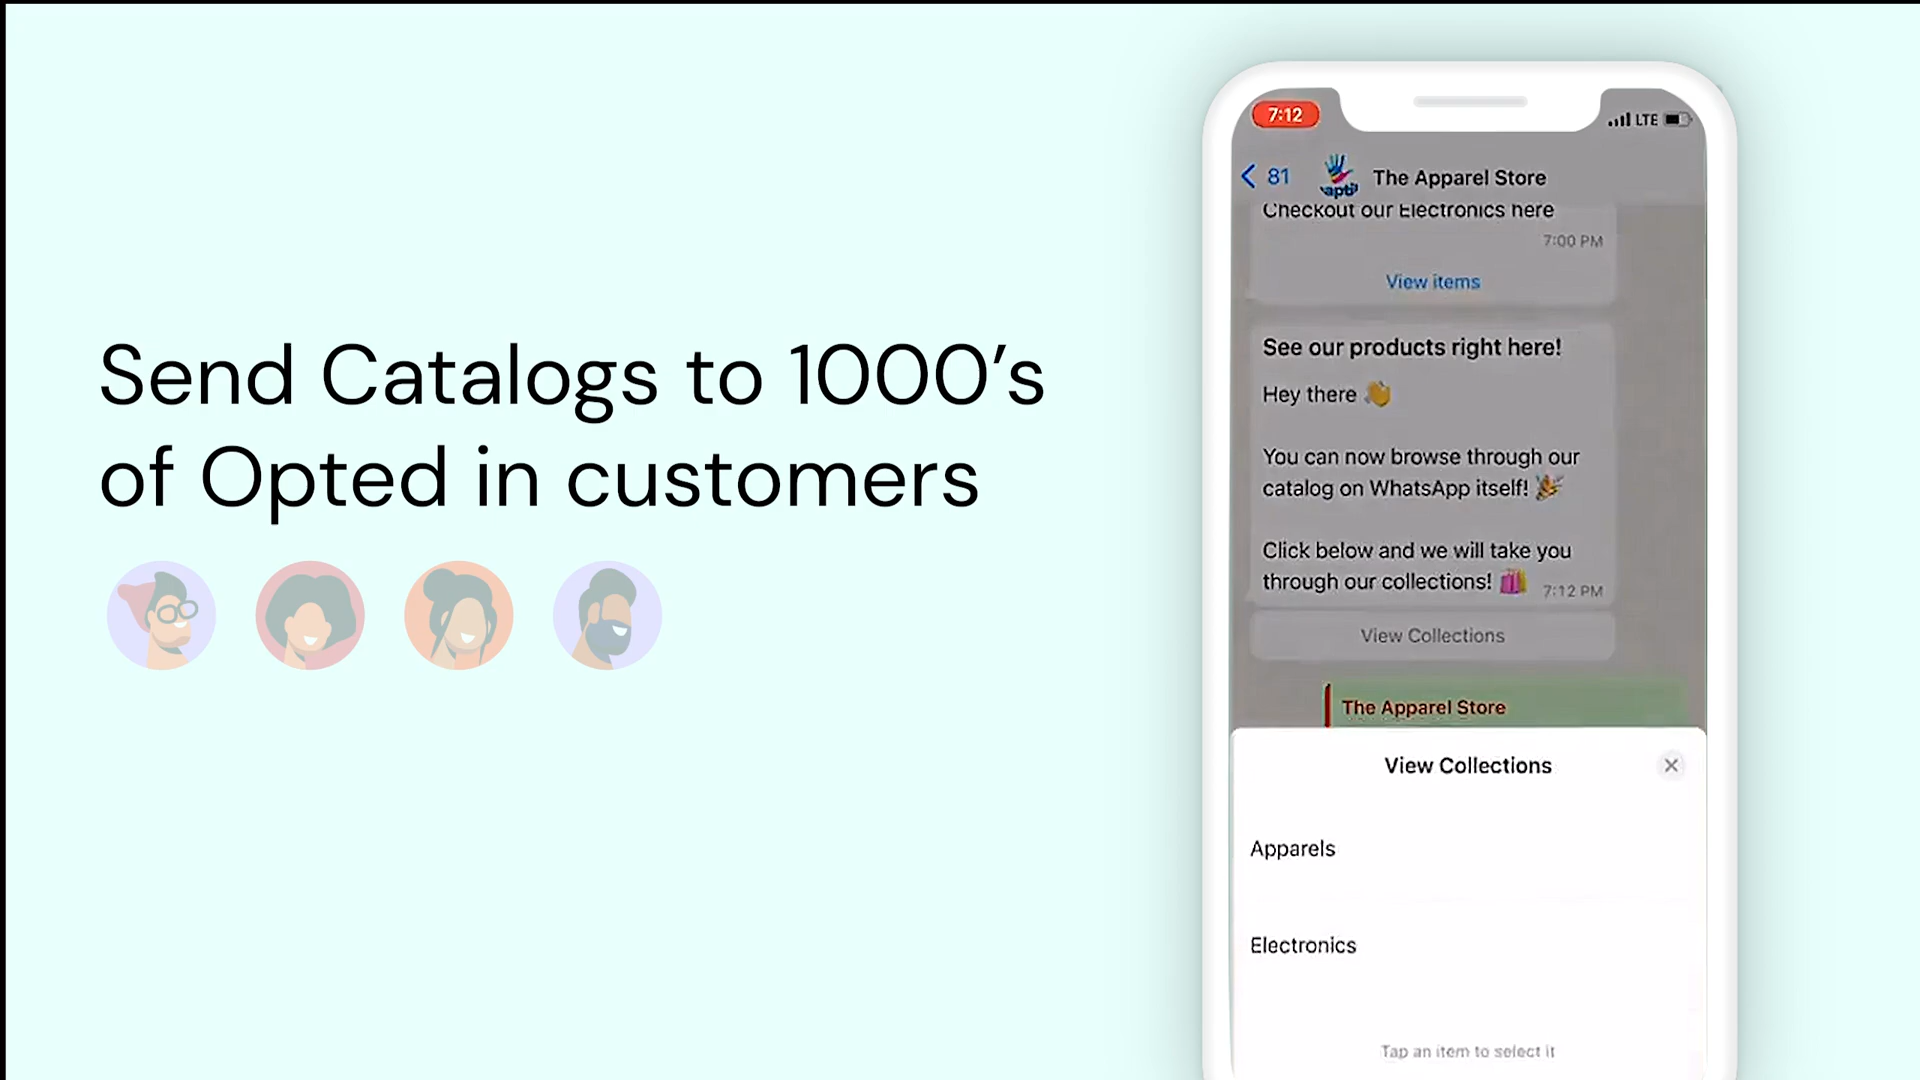 Send Catalogs to 1000’s
of Opted in customers
7:12
LTE
81
The Apparel Store
Checkout our Electronics here
7:00 PM
View items
See our products right here!
Hey there 👋
You can now browse through our
catalog on WhatsApp itself! 🎉
Click below and we will take you
through our collections! 🛍️
7:12 PM
View Collections
The Apparel Store
View Collections
Apparels
Electronics
Tap an item to select it